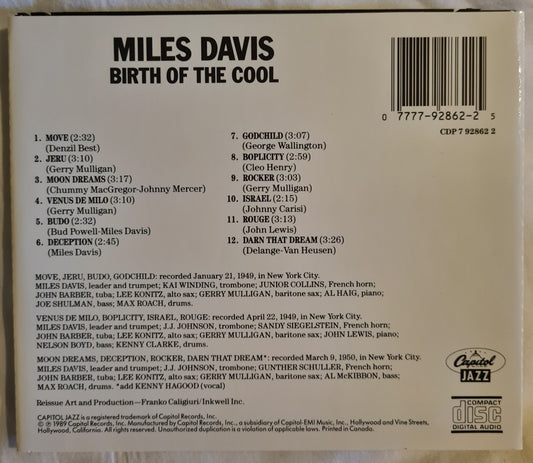 MILES DAVIS
BIRTH OF THE COOL
0 7777-92862-2 5
CDP 7 92862 2
1. MOVE (2:32)
(Denzil Best)
2. JERU (3:10)
(Gerry Mulligan)
3. MOON DREAMS (3:17)
(Chummy MacGregor-Johnny Mercer)
4. VENUS DE MILO (3:10)
(Gerry Mulligan)
5. BUDO (2:32)
(Bud Powell-Miles Davis)
6. DECEPTION (2:45)
(Miles Davis)
7. GODCHILD (3:07)
(George Wallington)
8. BOPLICITY (2:59)
(Cleo Henry)
9. ROCKER (3:03)
(Gerry Mulligan)
10. ISRAEL (2:15)
(Johnny Carisi)
11. ROUGE (3:13)
(John Lewis)
12. DARN THAT DREAM (3:26)
(Delange-Van Heusen)
MOVE, JERU, BUDO, GODCHILD: recorded January 21, 1949, in New York City.
MILES DAVIS, leader and trumpet; KAI WINDING, trombone; JUNIOR COLLINS, French horn;
JOHN BARBER, tuba; LEE KONITZ, alto sax; GERRY MULLIGAN, baritone sax; AL HAIG, piano;
JOE SHULMAN, bass; MAX ROACH, drums.
VENUS DE MILO, BOPLICITY, ISRAEL, ROUGE: recorded April 22, 1949, in New York City.
MILES DAVIS, leader and trumpet; J.J. JOHNSON, trombone; SANDY SIEGELSTEIN, French horn;
JOHN BARBER, tuba; LEE KONITZ, alto sax; GERRY MULLIGAN, baritone sax; JOHN LEWIS, piano;
NELSON BOYD, bass; KENNY CLARKE, drums.
MOON DREAMS, DECEPTION, ROCKER, DARN THAT DREAM*: recorded March 9, 1950, in New York City.
MILES DAVIS, leader and trumpet; J.J. JOHNSON, trombone; GUNTHER SCHULLER, French horn;
JOHN BARBER, tuba; LEE KONITZ, alto sax; GERRY MULLIGAN, baritone sax; AL McKIBBON, bass;
MAX ROACH, drums. *add KENNY HAGOOD (vocal)
Reissue Art and Production—Franko Caligiuri/Inkwell Inc.
CAPITOL JAZZ is a registered trademark of Capitol Records, Inc.
© ℗ 1989 Capitol Records, Inc. Manufactured by Capitol Records, Inc., a subsidiary of Capitol-EMI Music, Inc., Hollywood and Vine Streets,
Hollywood, California. All rights reserved. Unauthorized duplication is a violation of applicable laws. Printed in Canada.
Capitol
JAZZ
COMPACT
disc
DIGITAL AUDIO